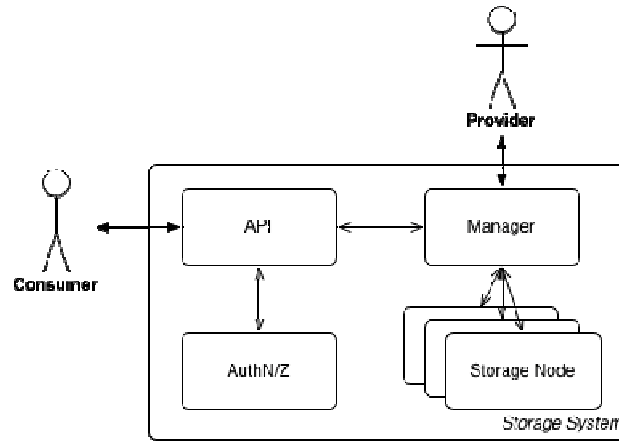 Provider
Consumer
API
Manager
AuthN/Z
Storage Node
Storage System